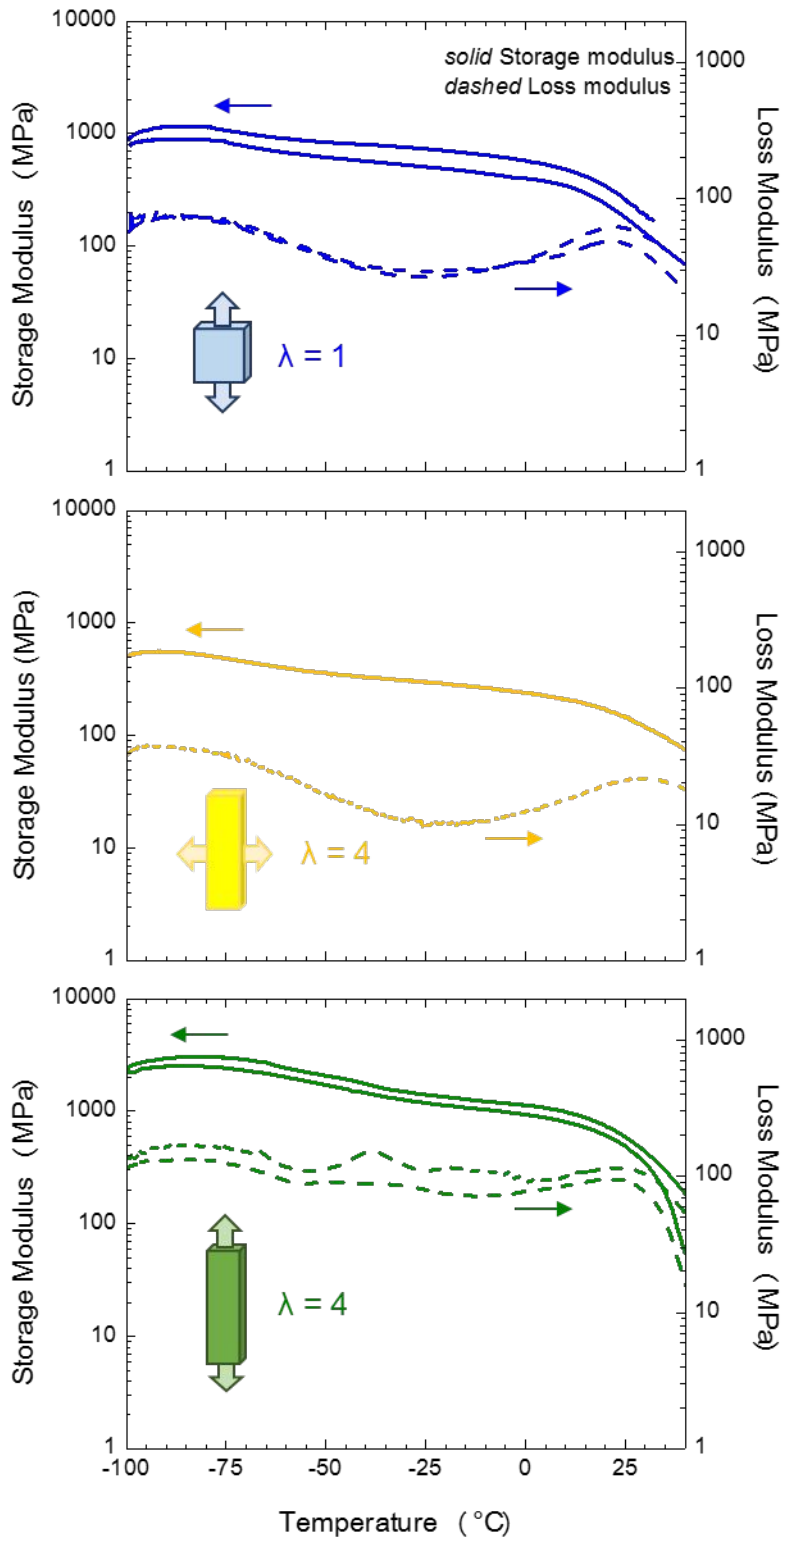 solid Storage modulus
dashed Loss modulus
10000
1000
100
10
1
Storage Modulus (MPa)
1000
100
10
1
Loss Modulus (MPa)
λ = 1
10000
1000
100
10
1
Storage Modulus (MPa)
1000
100
10
1
Loss Modulus (MPa)
λ = 4
10000
1000
100
10
1
Storage Modulus (MPa)
1000
100
10
1
Loss Modulus (MPa)
λ = 4
-100 -75 -50 -25 0 25
Temperature (°C)